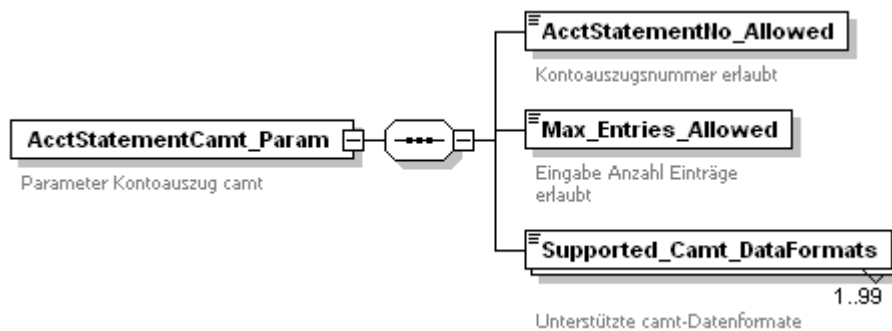 AcctStatementNo_Allowed
Kontoauszugsnummer erlaubt
AcctStatementCamt_Param
Parameter Kontoauszug camt
Max_Entries_Allowed
Eingabe Anzahl Einträge
erlaubt
Supported_Camt_DataFormats
1..99
Unterstützte camt-Datenformate